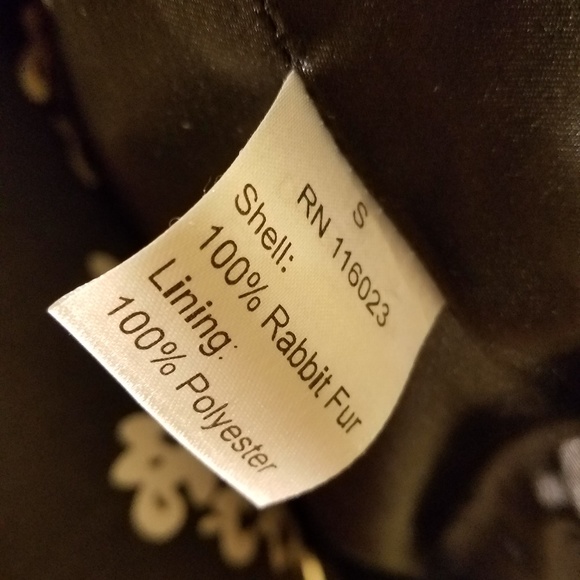 S
RN 116023
Shell:
100% Rabbit Fur
Lining:
100% Polyester